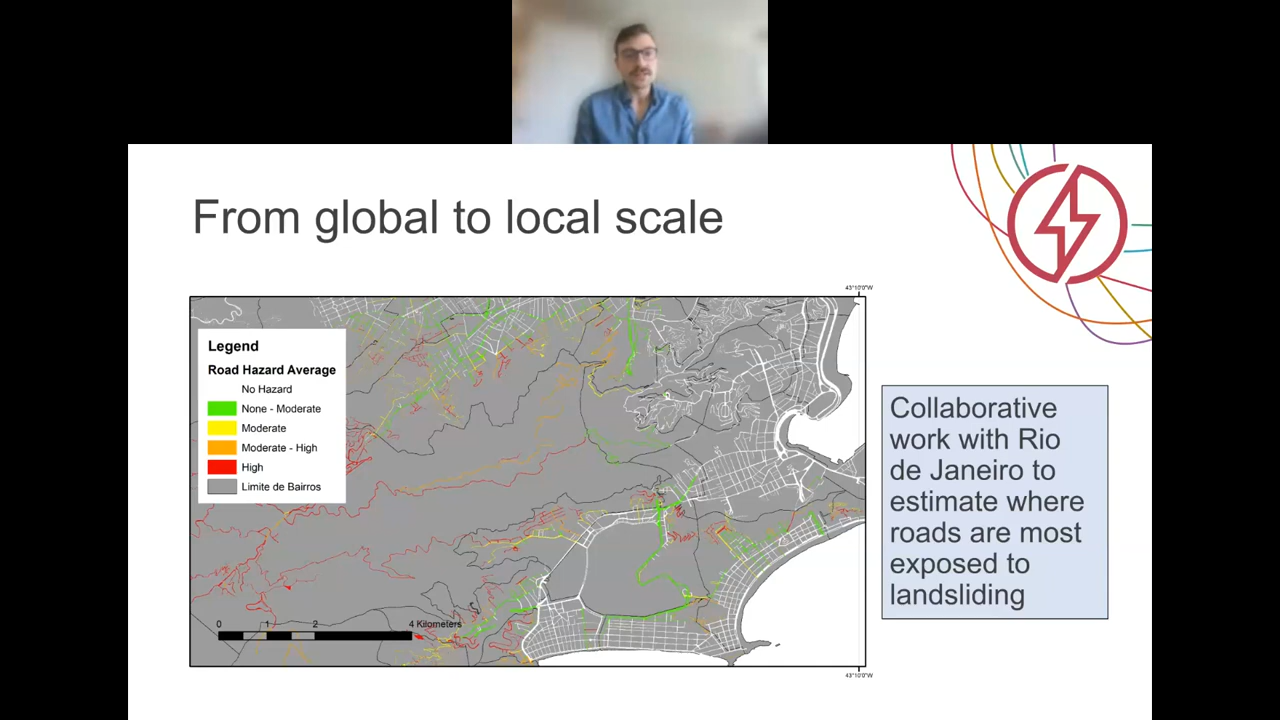 From global to local scale
43°10'0"W
Legend
Road Hazard Average
No Hazard
None - Moderate
Moderate
Moderate - High
High
Limite de Bairros
0 1 2 4 Kilometers
43°10'0"W
Collaborative
work with Rio
de Janeiro to
estimate where
roads are most
exposed to
landsliding